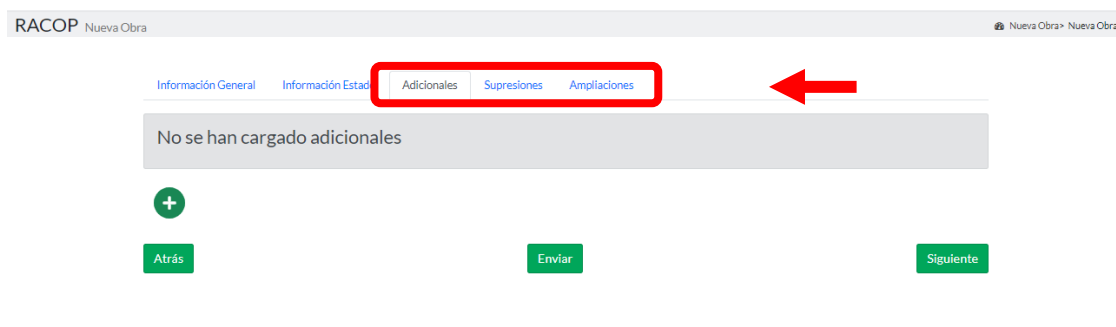 RACOP Nueva Obra
Nueva Obra> Nueva Obra
Información General Información Estado Adicionales Supresiones Ampliaciones
No se han cargado adicionales
Atrás Enviar Siguiente